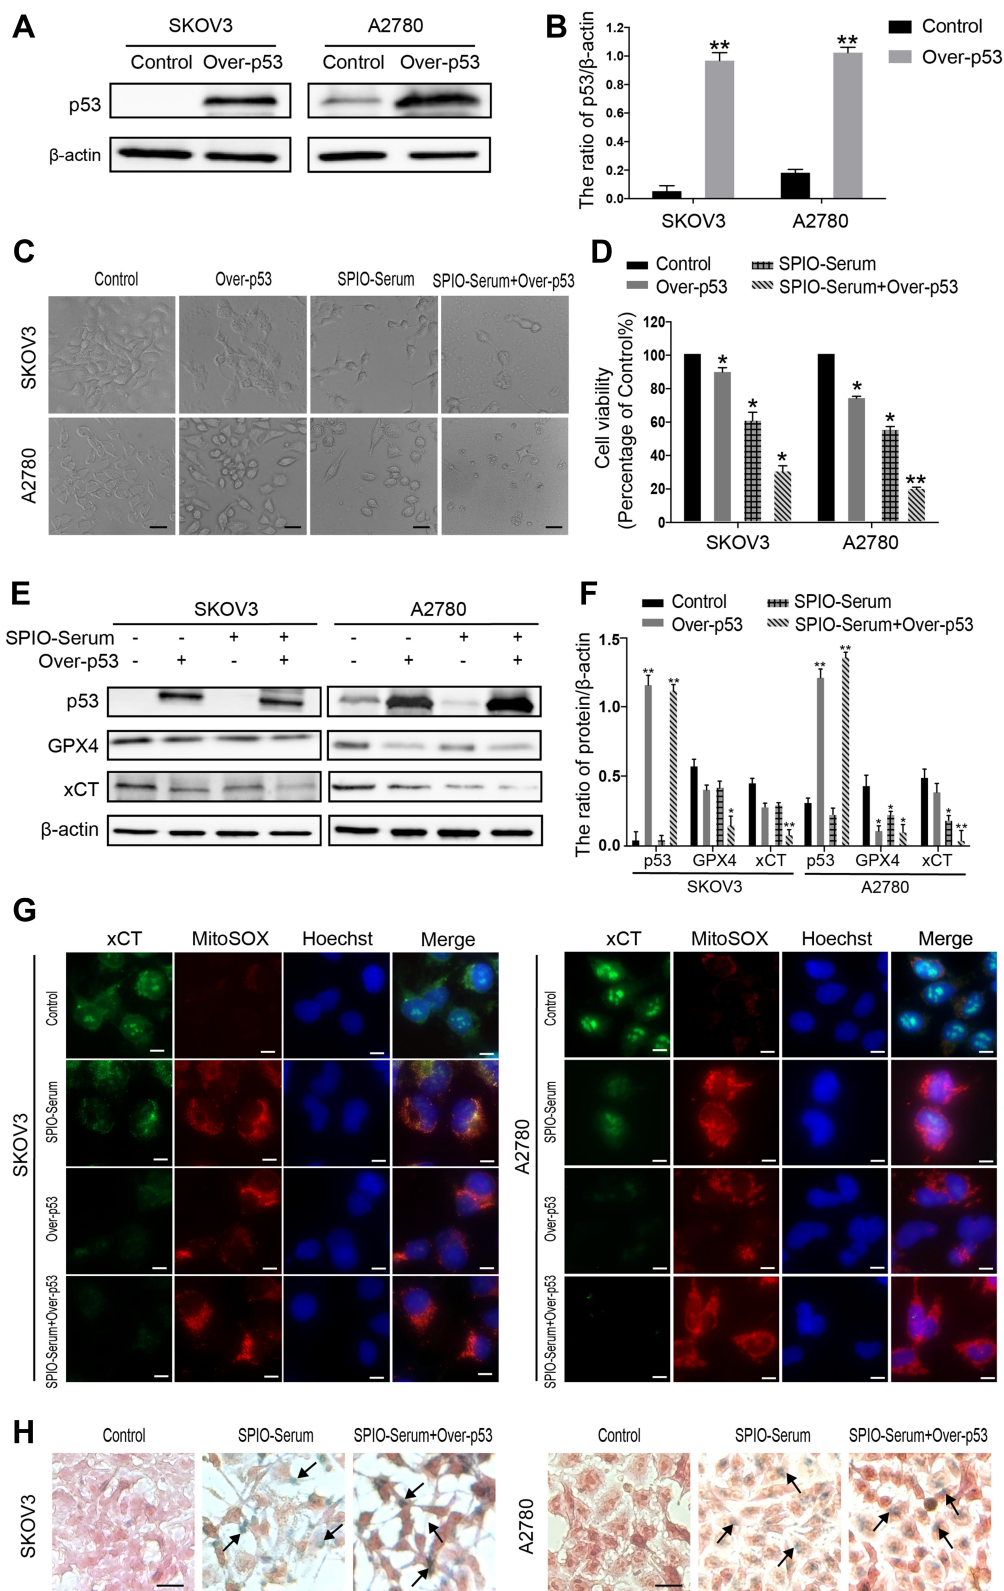 A
SKOV3
A2780
Control Over-p53
Control Over-p53
p53
β-actin
B
Control
Over-p53
The ratio of p53/β-actin
1.2
1.0
0.8
0.6
0.4
0.2
0.0
** **
SKOV3
A2780
C
Control
Over-p53
SPIO-Serum
SPIO-Serum+Over-p53
SKOV3
A2780
D
Control
SPIO-Serum
Over-p53
SPIO-Serum+Over-p53
Cell viability
(Percentage of Control%)
120
100
80
60
40
20
0
* * * * * **
SKOV3
A2780
E
SKOV3
A2780
SPIO-Serum - - + + - - + +
Over-p53 - + - + - + - +
p53
GPX4
xCT
β-actin
F
Control
SPIO-Serum
Over-p53
SPIO-Serum+Over-p53
The ratio of protein/β-actin
1.5
1.0
0.5
0.0
** ** * ** ** ** * * * * **
p53 GPX4 xCT p53 GPX4 xCT
SKOV3
A2780
G
xCT MitoSOX Hoechst Merge
xCT MitoSOX Hoechst Merge
SKOV3
Control
SPIO-Serum
Over-p53
SPIO-Serum+Over-p53
A2780
Control
SPIO-Serum
Over-p53
SPIO-Serum+Over-p53
H
Control
SPIO-Serum
SPIO-Serum+Over-p53
Control
SPIO-Serum
SPIO-Serum+Over-p53
SKOV3
A2780